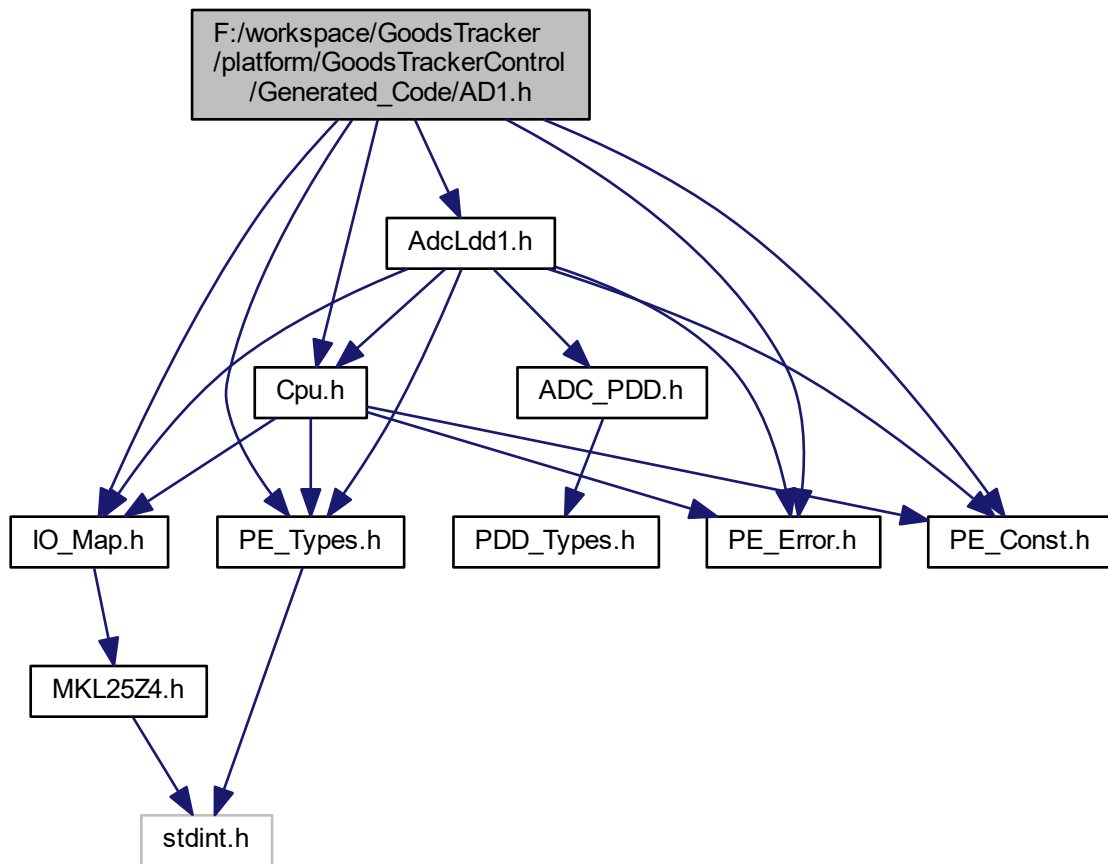 F:/workspace/GoodsTracker
/platform/GoodsTrackerControl
/Generated_Code/AD1.h
AdcLdd1.h
Cpu.h
ADC_PDD.h
IO_Map.h
PE_Types.h
PDD_Types.h
PE_Error.h
PE_Const.h
MKL25Z4.h
stdint.h